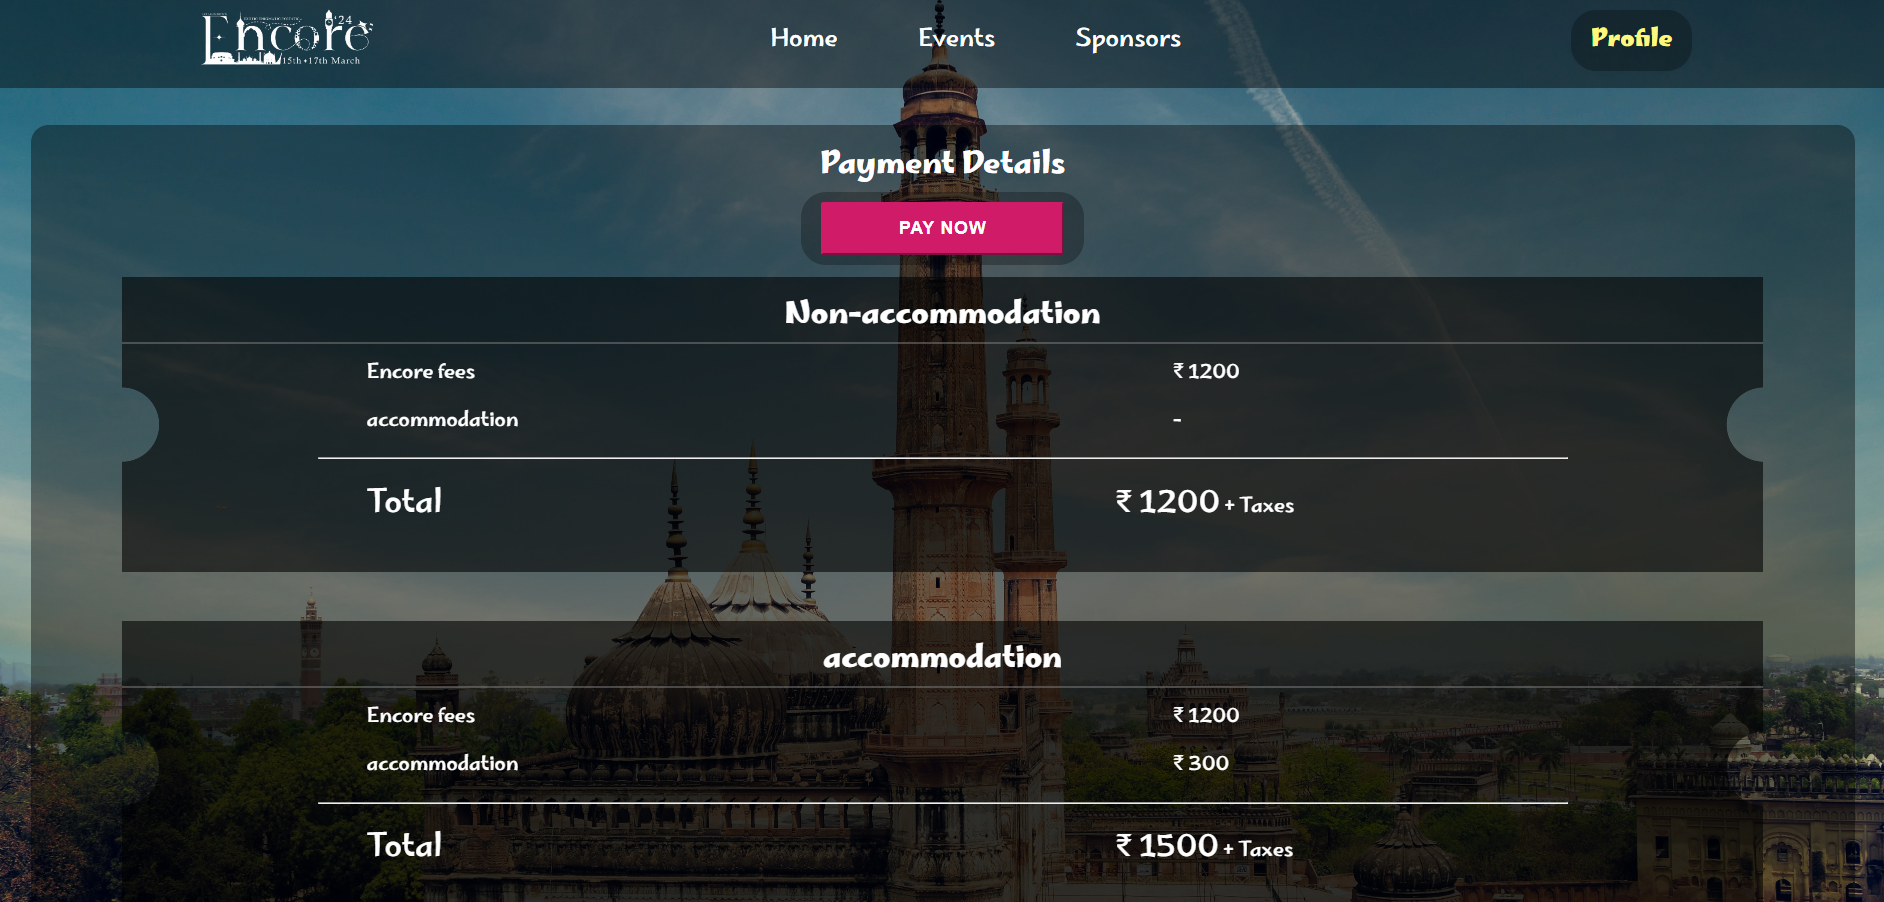 Encore '24
15th • 17th March
Home Events Sponsors Profile
Payment Details
PAY NOW
Non-accommodation
Encore fees ₹ 1200
accommodation -
Total ₹ 1200 + Taxes
accommodation
Encore fees ₹ 1200
accommodation ₹ 300
Total ₹ 1500 + Taxes